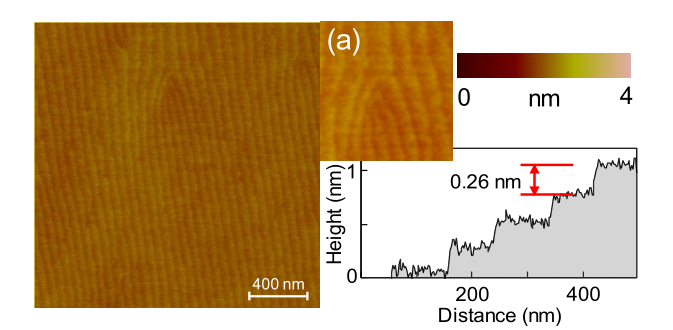 (a)
0 nm 4
400 nm
Height (nm)
1
0
0.26 nm
200 400
Distance (nm)